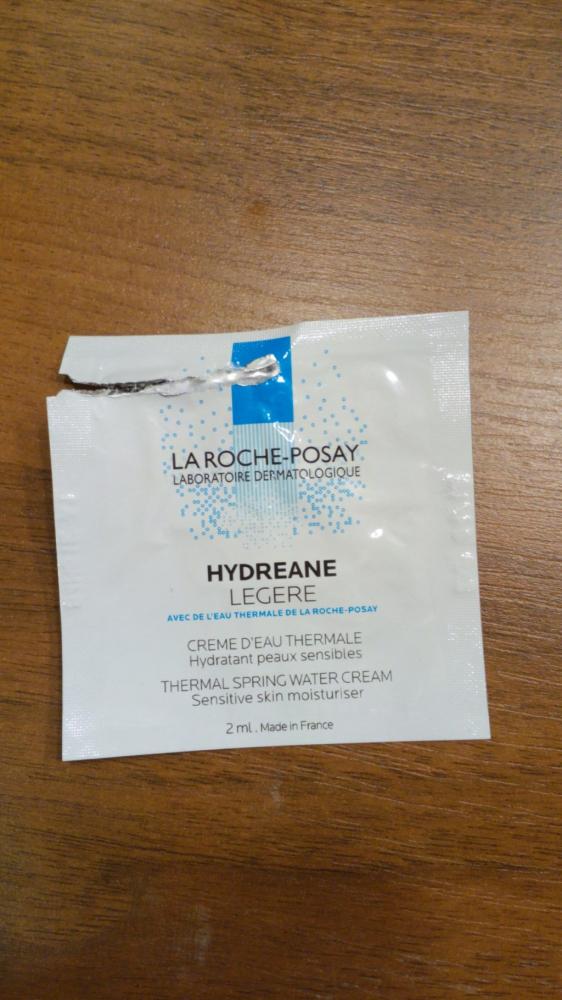 LA ROCHE-POSAY
LABORATOIRE DERMATOLOGIQUE
HYDREANE
LEGERE
AVEC DE L'EAU THERMALE DE LA ROCHE-POSAY
CREME D'EAU THERMALE
Hydratant peaux sensibles
THERMAL SPRING WATER CREAM
Sensitive skin moisturiser
2 ml . Made in France